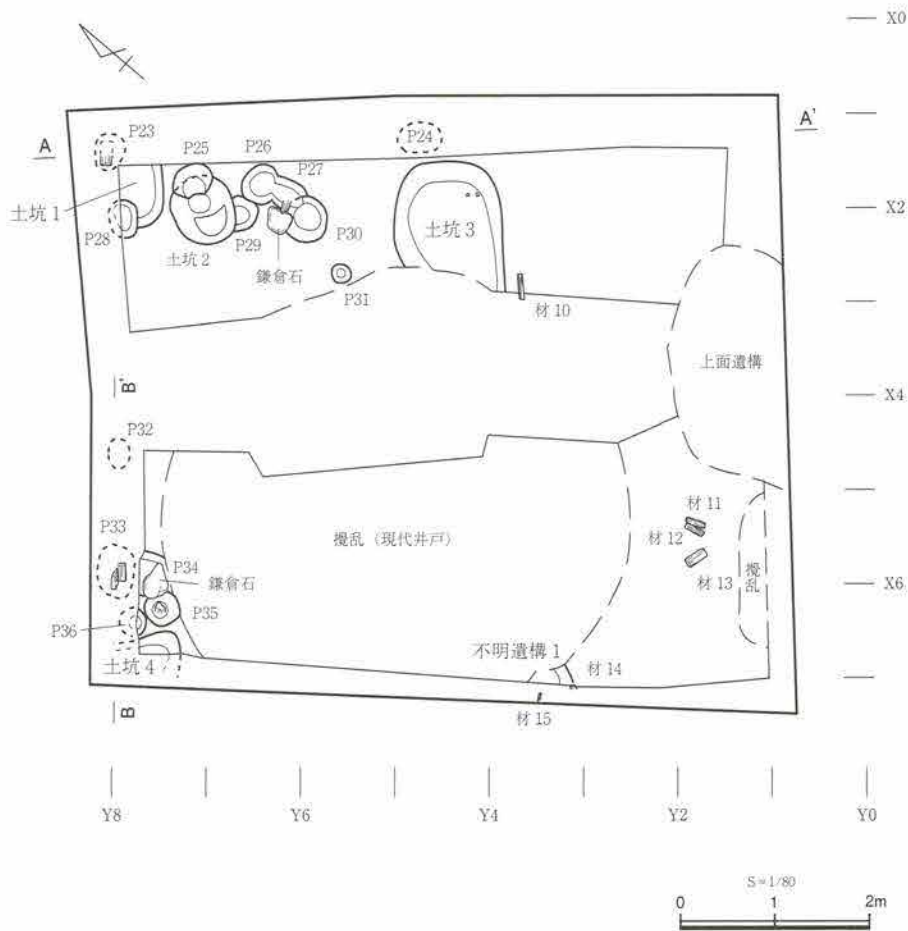 X0
A
P23
P24
A'
P25
P26
P27
土坑 1
X2
P28
P29
P30
土坑 3
土坑 2
鎌倉石
P31
材 10
上面遺構
B'
X4
P32
材 11
P33
攪乱 (現代井戸)
材 12
攪乱
P34
鎌倉石
材 13
X6
P35
P36
土坑 4
不明遺構 1
材 14
B
材 15
Y8
Y6
Y4
Y2
Y0
S=1/80
0
1
2m